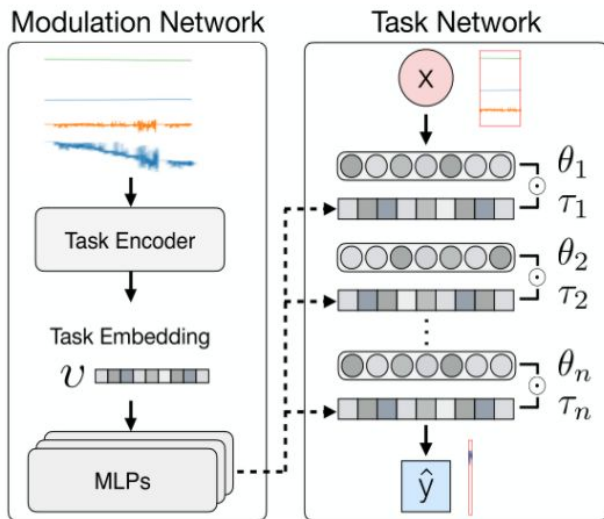 Modulation Network
Task Encoder
Task Embedding
υ
MLPs
Task Network
x
θ₁
τ₁
θ₂
τ₂
⋮
θₙ
τₙ
ŷ